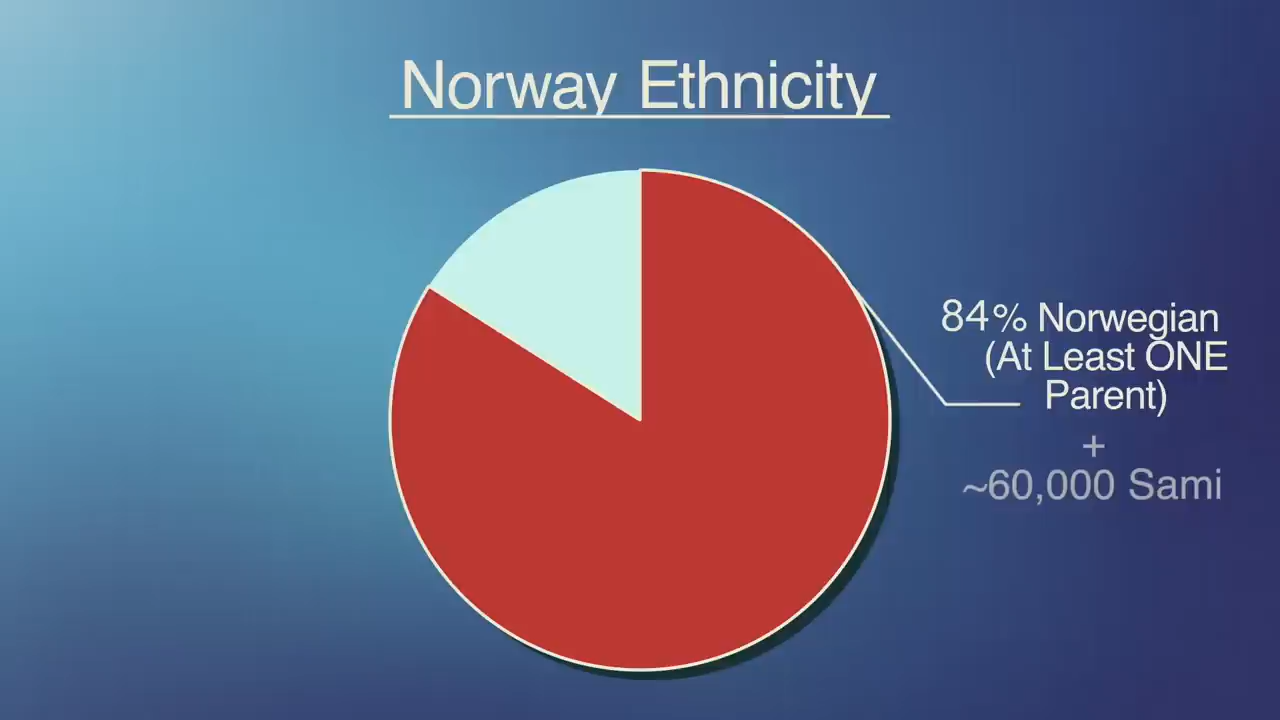 Norway Ethnicity
84% Norwegian
(At Least ONE
Parent)
+
~60,000 Sami